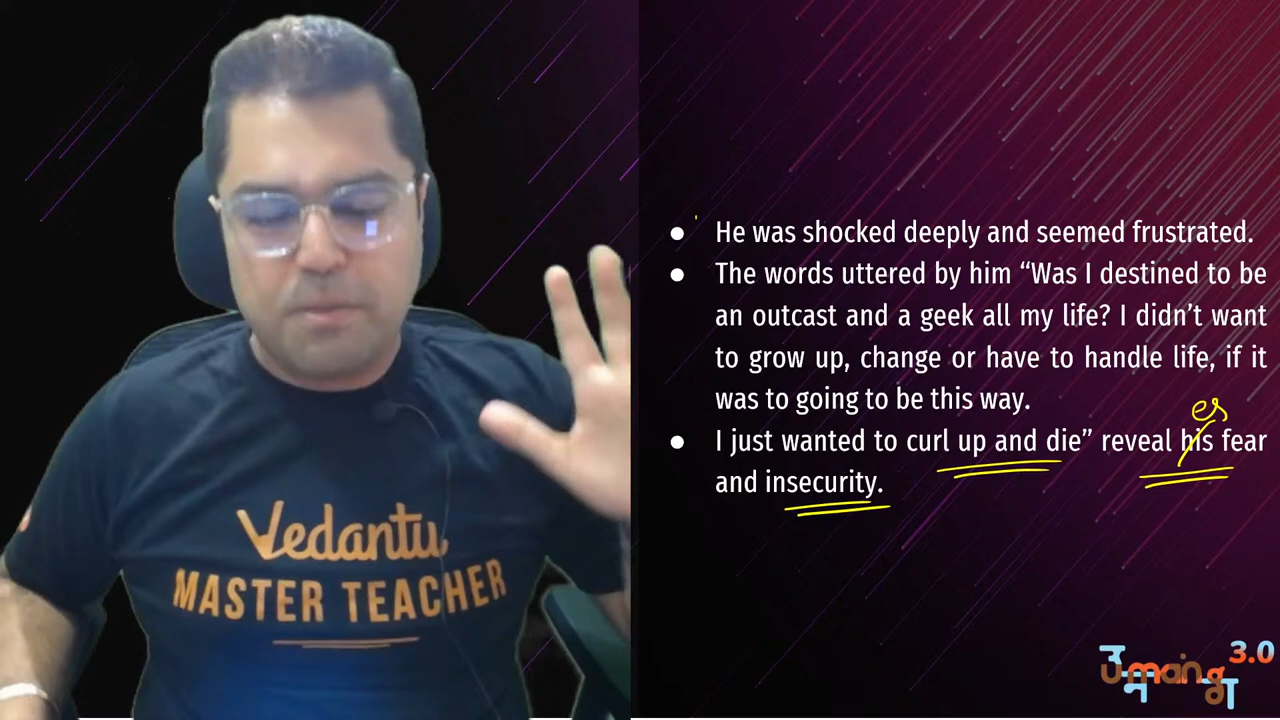 He was shocked deeply and seemed frustrated.
The words uttered by him “Was I destined to be
an outcast and a geek all my life? I didn’t want
to grow up, change or have to handle life, if it
was to going to be this way.
es
I just wanted to curl up and die” reveal his fear
and insecurity.
Vedantu
MASTER TEACHER
3.0